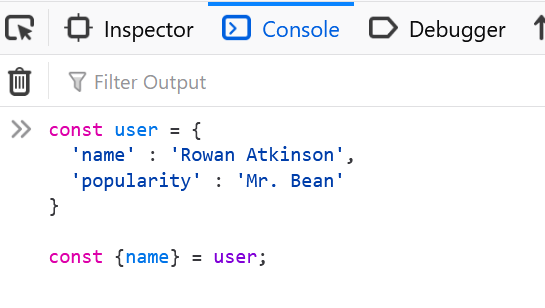 Inspector Console Debugger
Filter Output
const user = {
'name' : 'Rowan Atkinson',
'popularity' : 'Mr. Bean'
}
const {name} = user;